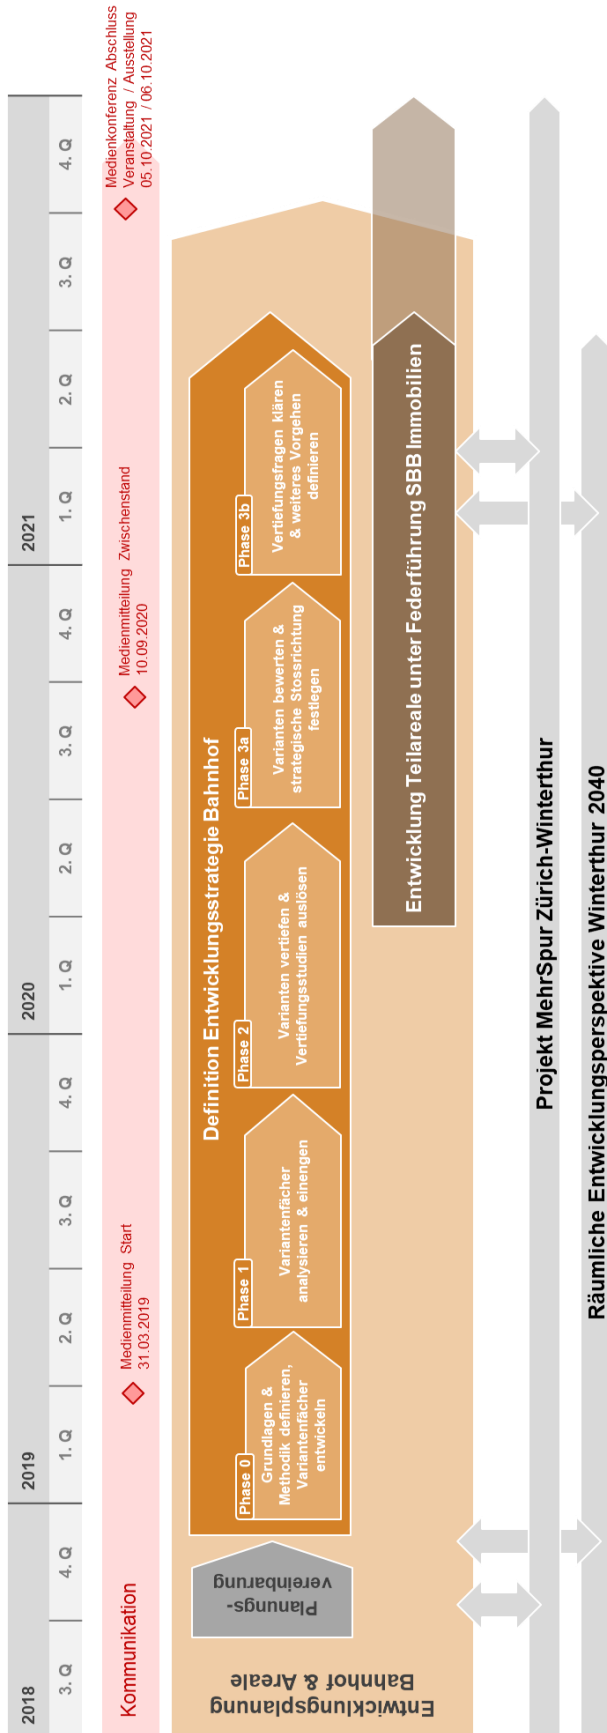 2018
2019
2020
2021
3. Q
4. Q
1. Q
2. Q
3. Q
4. Q
1. Q
2. Q
3. Q
4. Q
1. Q
2. Q
3. Q
4. Q
Kommunikation
Medienmitteilung Start
31.03.2019
Medienmitteilung Zwischenstand
10.09.2020
Medienkonferenz Abschluss
Veranstaltung / Ausstellung
05.10.2021 / 06.10.2021
Entwicklungsplanung
Bahnhof & Areale
Planungs-
vereinbarung
Definition Entwicklungsstrategie Bahnhof
Phase 0
Grundlagen &
Methodik definieren,
Variantenfächer
entwickeln
Phase 1
Variantenfächer
analysieren & einengen
Phase 2
Varianten vertiefen &
Vertiefungsstudien auslösen
Phase 3a
Varianten bewerten &
strategische Stossrichtung
festlegen
Phase 3b
Vertiefungsfragen klären
& weiteres Vorgehen
definieren
Entwicklung Teilareale unter Federführung SBB Immobilien
Projekt MehrSpur Zürich-Winterthur
Räumliche Entwicklungsperspektive Winterthur 2040